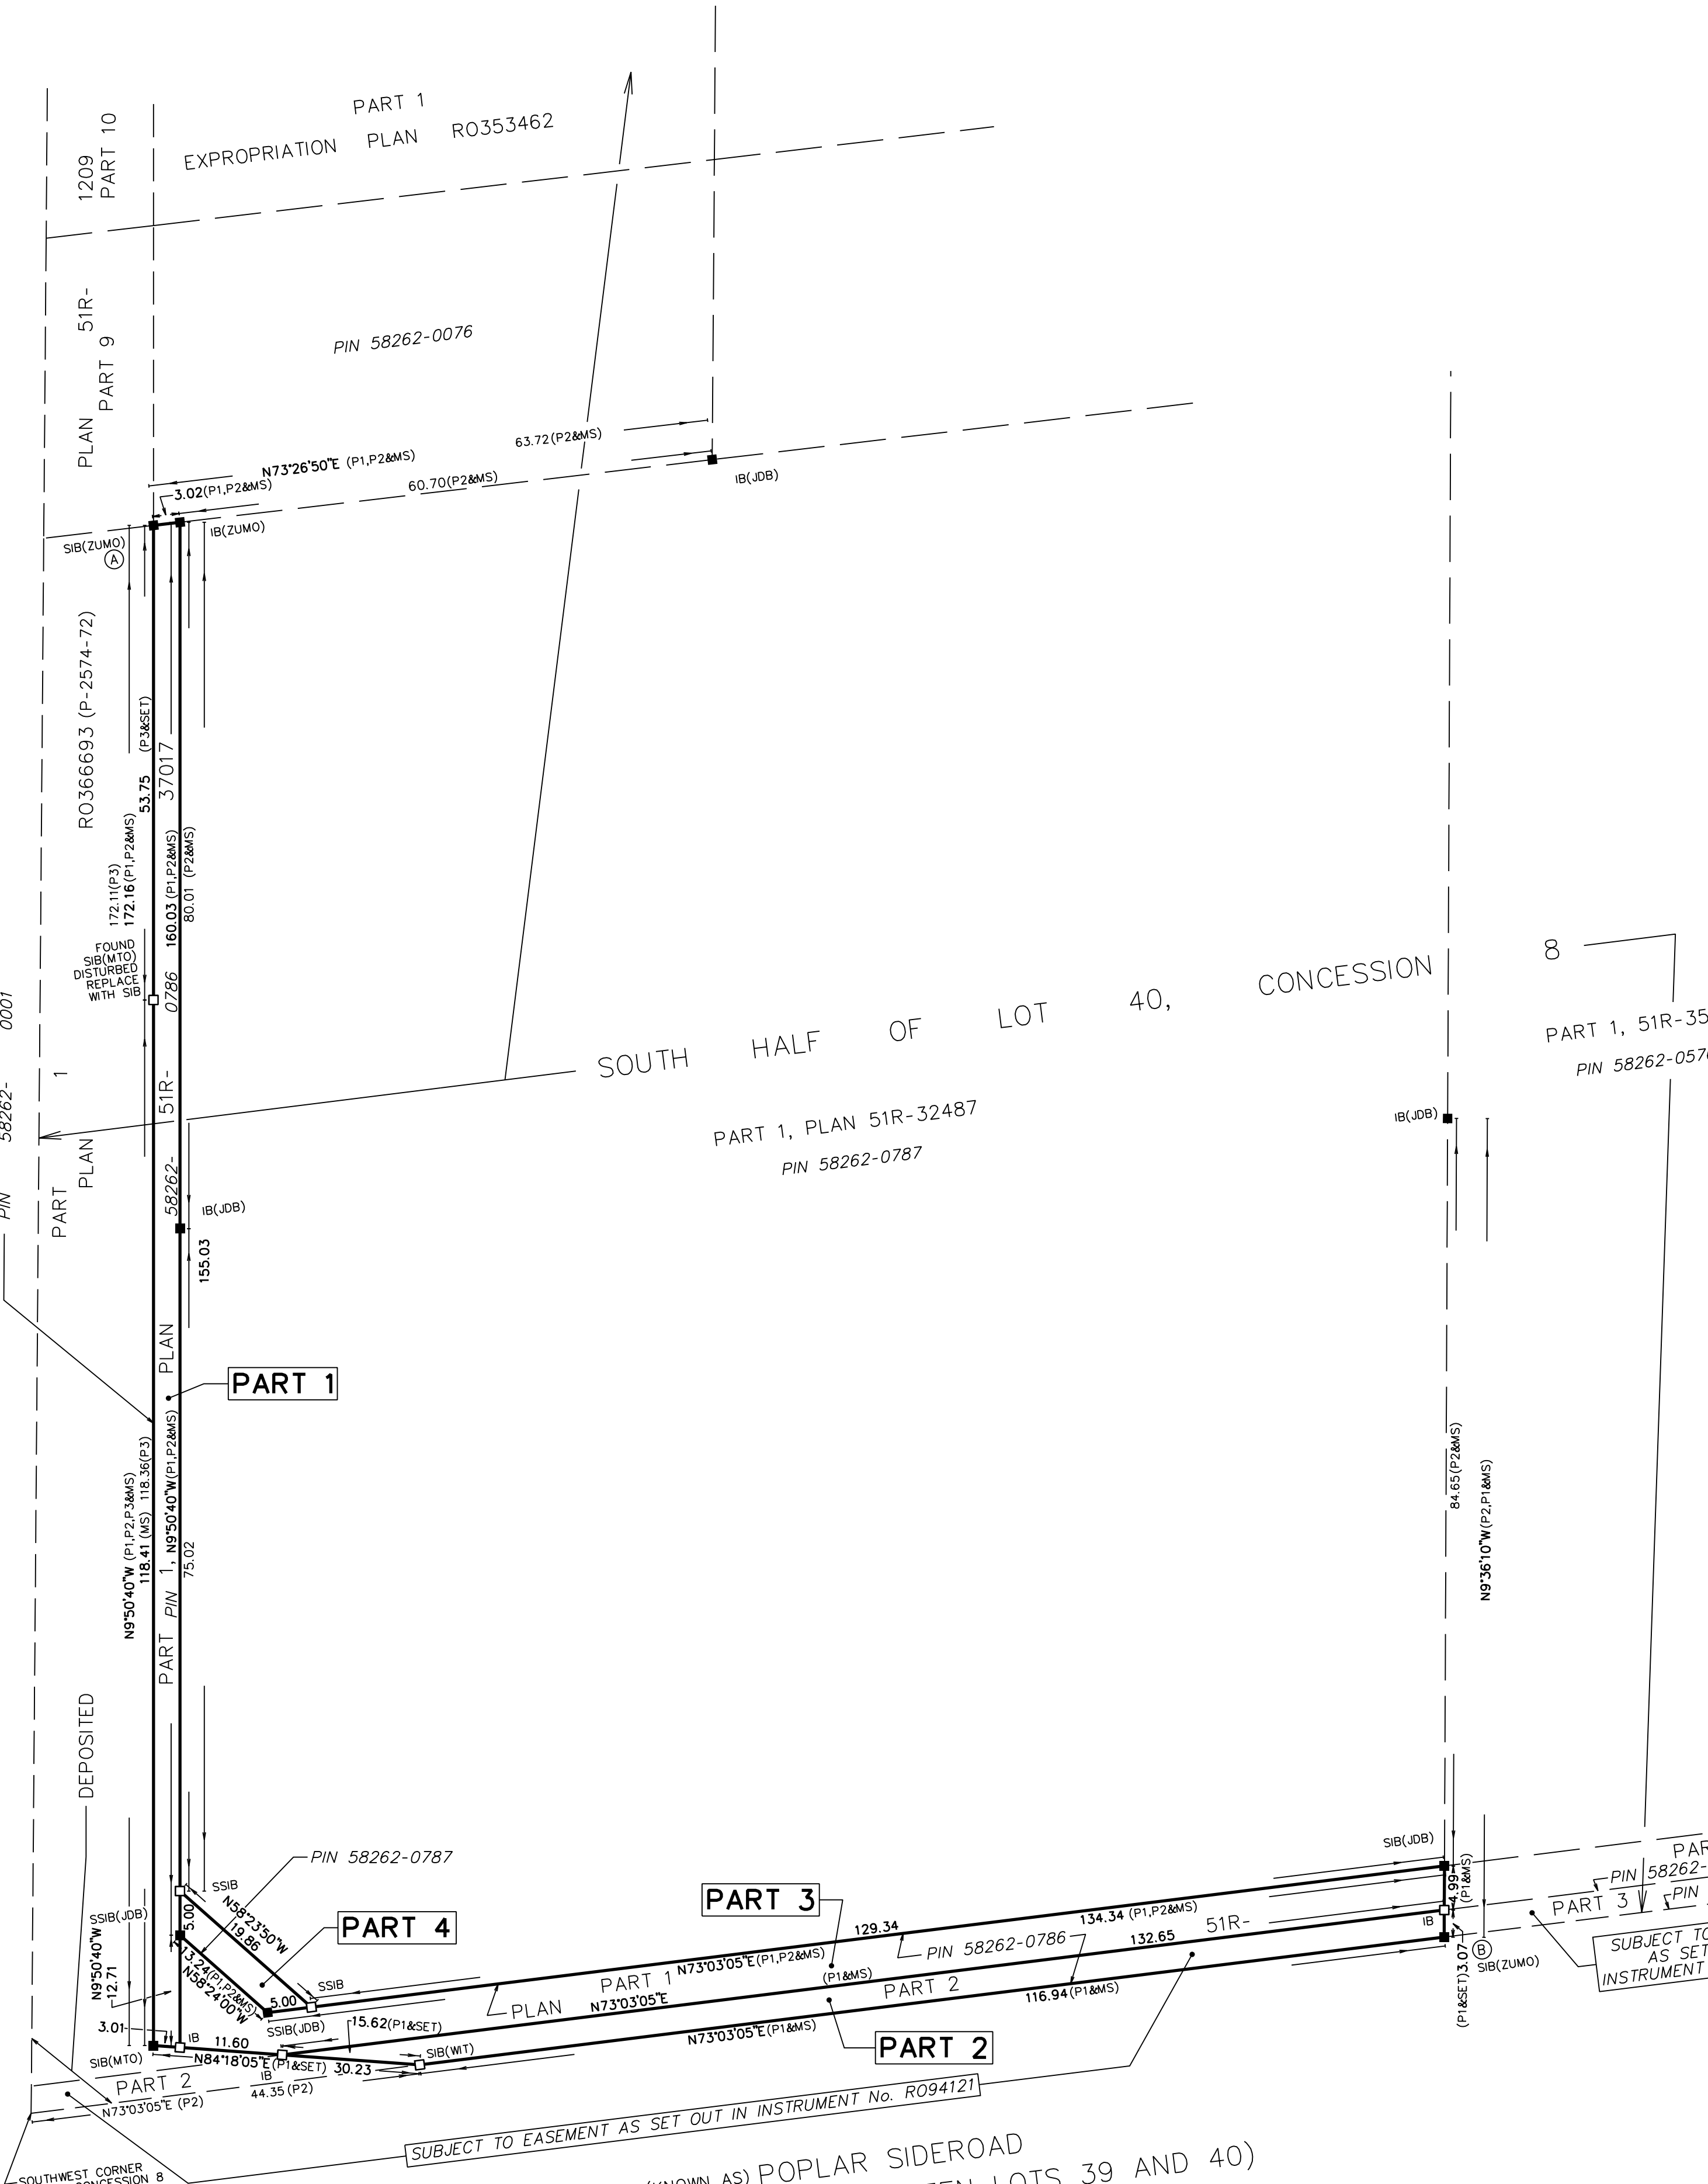 PART 1
EXPROPRIATION PLAN RO353462
1209
PART 10
PLAN 51R-
PART 9
PIN 58262-0076
63.72(P2&MS)
N73°26'50"E (P1,P2&MS)
3.02(P1,P2&MS)
60.70(P2&MS)
IB(JDB)
IB(ZUMO)
SIB(ZUMO)
A
RO366693 (P-2574-72)
53.75 (P3&SET)
37017
172.11(P3)
172.16(P1,P2&MS)
160.03 (P1,P2&MS)
80.01 (P2&MS)
FOUND
SIB(MTO)
DISTURBED
REPLACE
WITH SIB
0786
PIN 58262- 0001
SOUTH HALF OF LOT 40, CONCESSION 8
PART 1, 51R-35
PIN 58262-057
PART 1
PLAN
51R-
PART 1, PLAN 51R-32487
PIN 58262-0787
IB(JDB)
58262-
IB(JDB)
155.03
PLAN
PART 1
N9°50'40"W (P1,P2,P3&MS)
118.41 (MS) 118.36(P3)
N9°50'40"W(P1,P2&MS)
PART 1,
PIN
75.02
84.65(P2&MS)
N9°36'10"W(P2,P1&MS)
DEPOSITED
PIN 58262-0787
SIB(JDB)
SSIB
N58°23'50"W
19.86
5.00
SSIB(JDB)
N9°50'40"W
12.71
13.24(P1,P2&MS)
N58°24'00"W
PART 4
PART 3
SSIB
5.00
SSIB(JDB)
129.34
134.34 (P1,P2&MS)
51R-
4.99
(P1&MS)
PIN 58262-
PART 3
PIN
IB
PIN 58262-0786
132.65
N73°03'05"E(P1,P2&MS)
PART 1
PLAN
(P1&MS)
N73°03'05"E
PART 2
116.94(P1&MS)
3.07
(P1&SET)
B
SIB(ZUMO)
SUBJECT TO
AS SET
INSTRUMENT
15.62(P1&SET)
N73°03'05"E(P1&MS)
PART 2
3.01
IB
11.60
SIB(MTO)
N84°18'05"E(P1&SET)
30.23
SIB(WIT)
IB
PART 2
44.35(P2)
N73°03'05"E (P2)
SUBJECT TO EASEMENT AS SET OUT IN INSTRUMENT No. RO94121
SOUTHWEST CORNER
CONCESSION 8
(KNOWN AS) POPLAR SIDEROAD
LOTS 39 AND 40)